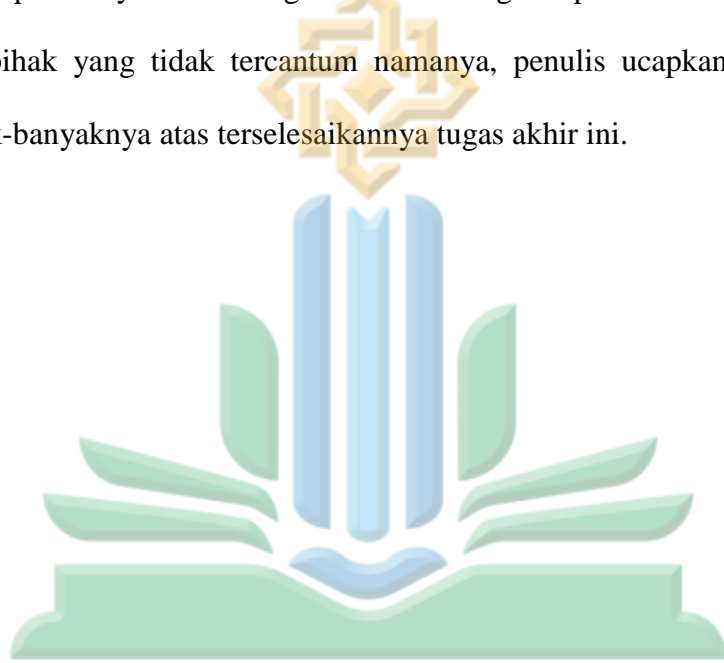 pihak yang tidak tercantum namanya, penulis ucapkan
-banyaknya atas terselesaikannya tugas akhir ini.